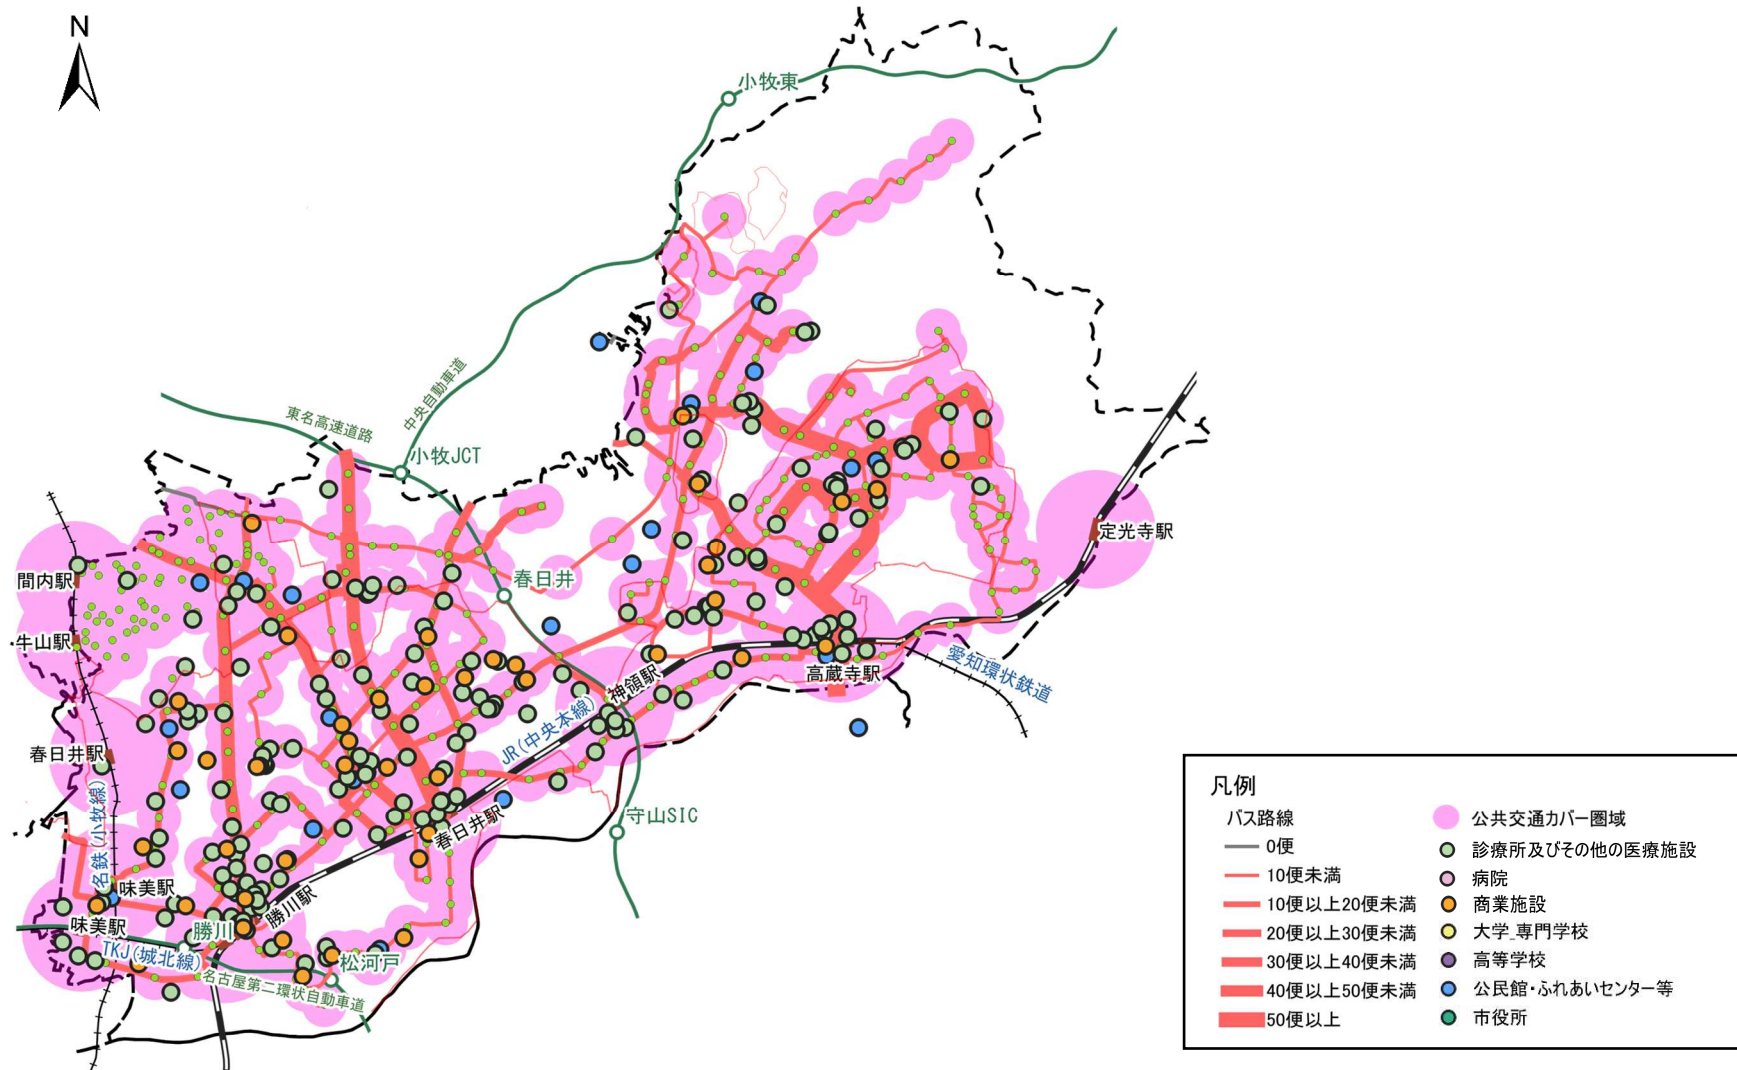 N
小牧東
中央自動車道
東名高速道路
小牧JCT
春日井
間内駅
牛山駅
春日井駅
名鉄(小牧線)
味美駅
味美駅
勝川
勝川駅
TKJ(城北線)
名古屋第二環状自動車道
松河戸
春日井駅
JR(中央本線)
神領駅
守山SIC
高蔵寺駅
愛知環状鉄道
定光寺駅
凡例
バス路線
0便
10便未満
10便以上20便未満
20便以上30便未満
30便以上40便未満
40便以上50便未満
50便以上
公共交通カバー圏域
診療所及びその他の医療施設
病院
商業施設
大学_専門学校
高等学校
公民館・ふれあいセンター等
市役所